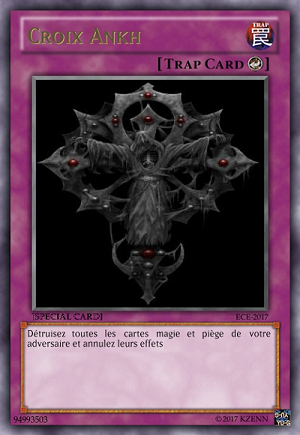 Croix Ankh
TRAP
罠
[Trap Card]
[SPECIAL CARD]
ECE-2017
Détruisez toutes les cartes magie et piège de votre
adversaire et annulez leurs effets
94993503
©2017 KZENN